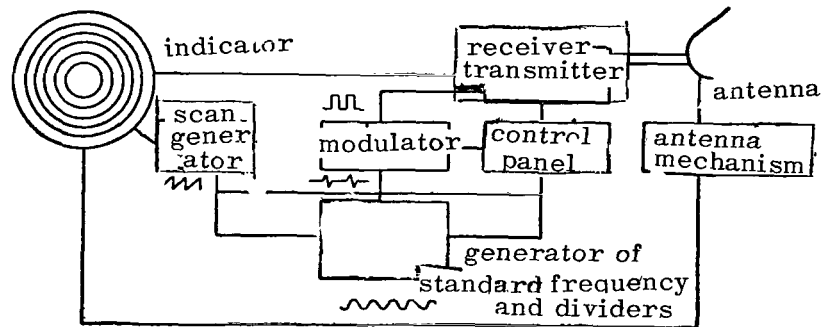 indicator
receiver-
transmitter
antenna
scan
gener-
ator
modulator
control
panel
antenna
mechanism
generator of
standard frequency
and dividers